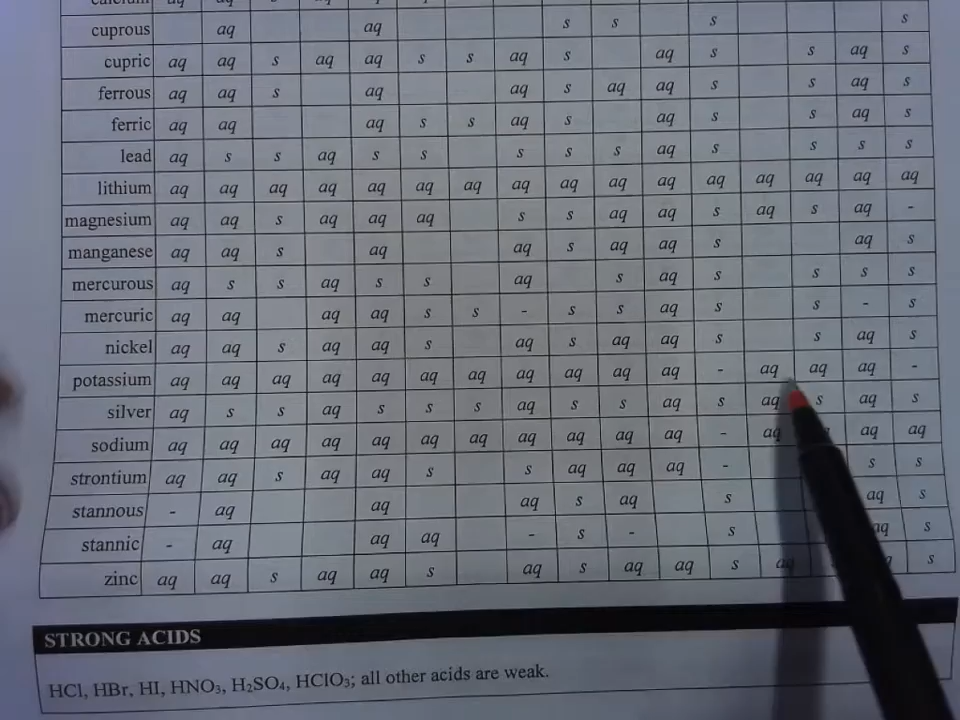 cuprous aq aq s s s s
cupric aq aq s aq aq s s aq s aq s s aq s
ferrous aq aq s aq aq s aq aq s s aq s
ferric aq aq aq s s aq s aq s s aq s
lead aq s s aq s s s s s aq s s s s
lithium aq aq aq aq aq aq aq aq aq aq aq aq aq aq aq aq
magnesium aq aq s aq aq aq s s aq aq s aq s aq -
manganese aq aq s aq aq s aq aq s aq s
mercurous aq s s aq s s aq s aq s s s s
mercuric aq aq aq aq s s - s s aq s s - s
nickel aq aq s aq aq s aq s aq aq s s aq s
potassium aq aq aq aq aq aq aq aq aq aq aq - aq aq aq -
silver aq s s aq s s s aq s s aq s aq s aq s
sodium aq aq aq aq aq aq aq aq aq aq aq - aq aq aq
strontium aq aq s aq aq s s aq aq aq - s s
stannous - aq aq aq s aq s aq s
stannic - aq aq aq - s - s aq s
zinc aq aq s aq aq s aq s aq aq s aq s
STRONG ACIDS
HCl, HBr, HI, HNO₃, H₂SO₄, HClO₃; all other acids are weak.